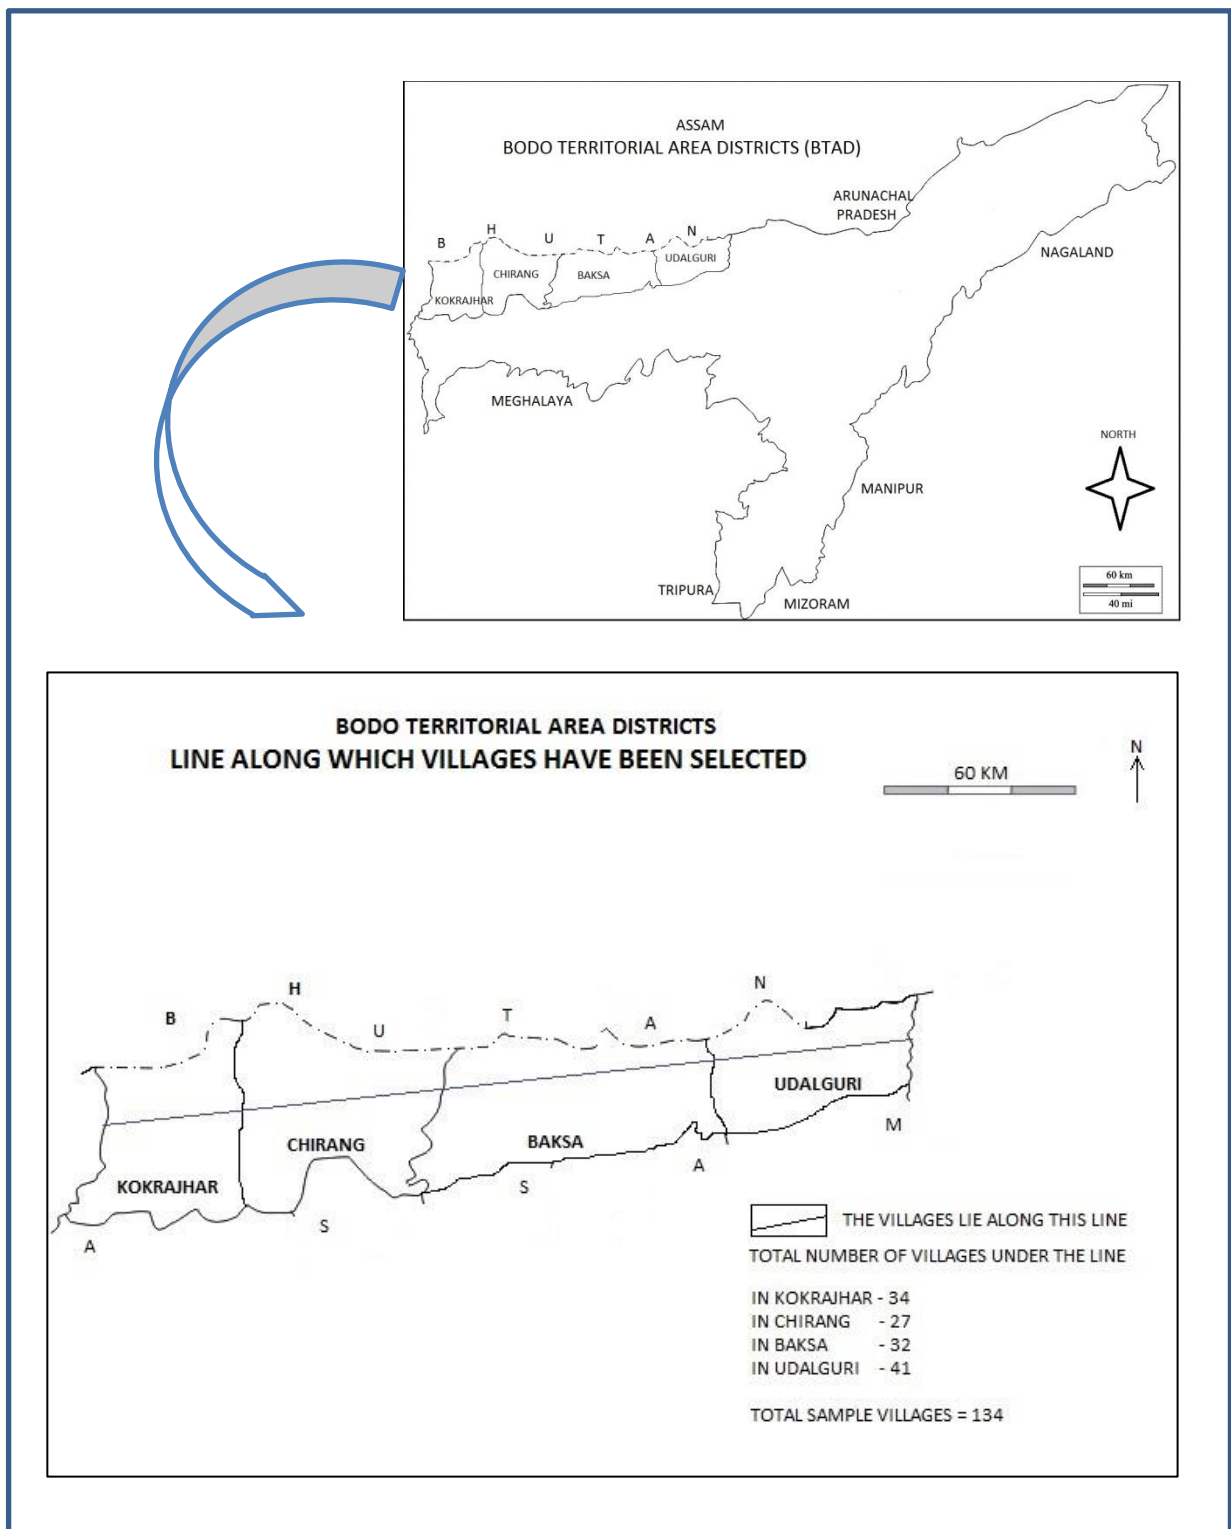 ASSAM
BODO TERRITORIAL AREA DISTRICTS (BTAD)
ARUNACHAL
PRADESH
B H U T A N
NAGALAND
UDALGURI
CHIRANG
BAKSA
KOKRAJHAR
MEGHALAYA
NORTH
MANIPUR
TRIPURA
MIZORAM
60 km
40 mi
BODO TERRITORIAL AREA DISTRICTS
LINE ALONG WHICH VILLAGES HAVE BEEN SELECTED
N
60 KM
B H U T A N
UDALGURI
CHIRANG
BAKSA
KOKRAJHAR
A S S A M
THE VILLAGES LIE ALONG THIS LINE
TOTAL NUMBER OF VILLAGES UNDER THE LINE
IN KOKRAJHAR - 34
IN CHIRANG - 27
IN BAKSA - 32
IN UDALGURI - 41
TOTAL SAMPLE VILLAGES = 134